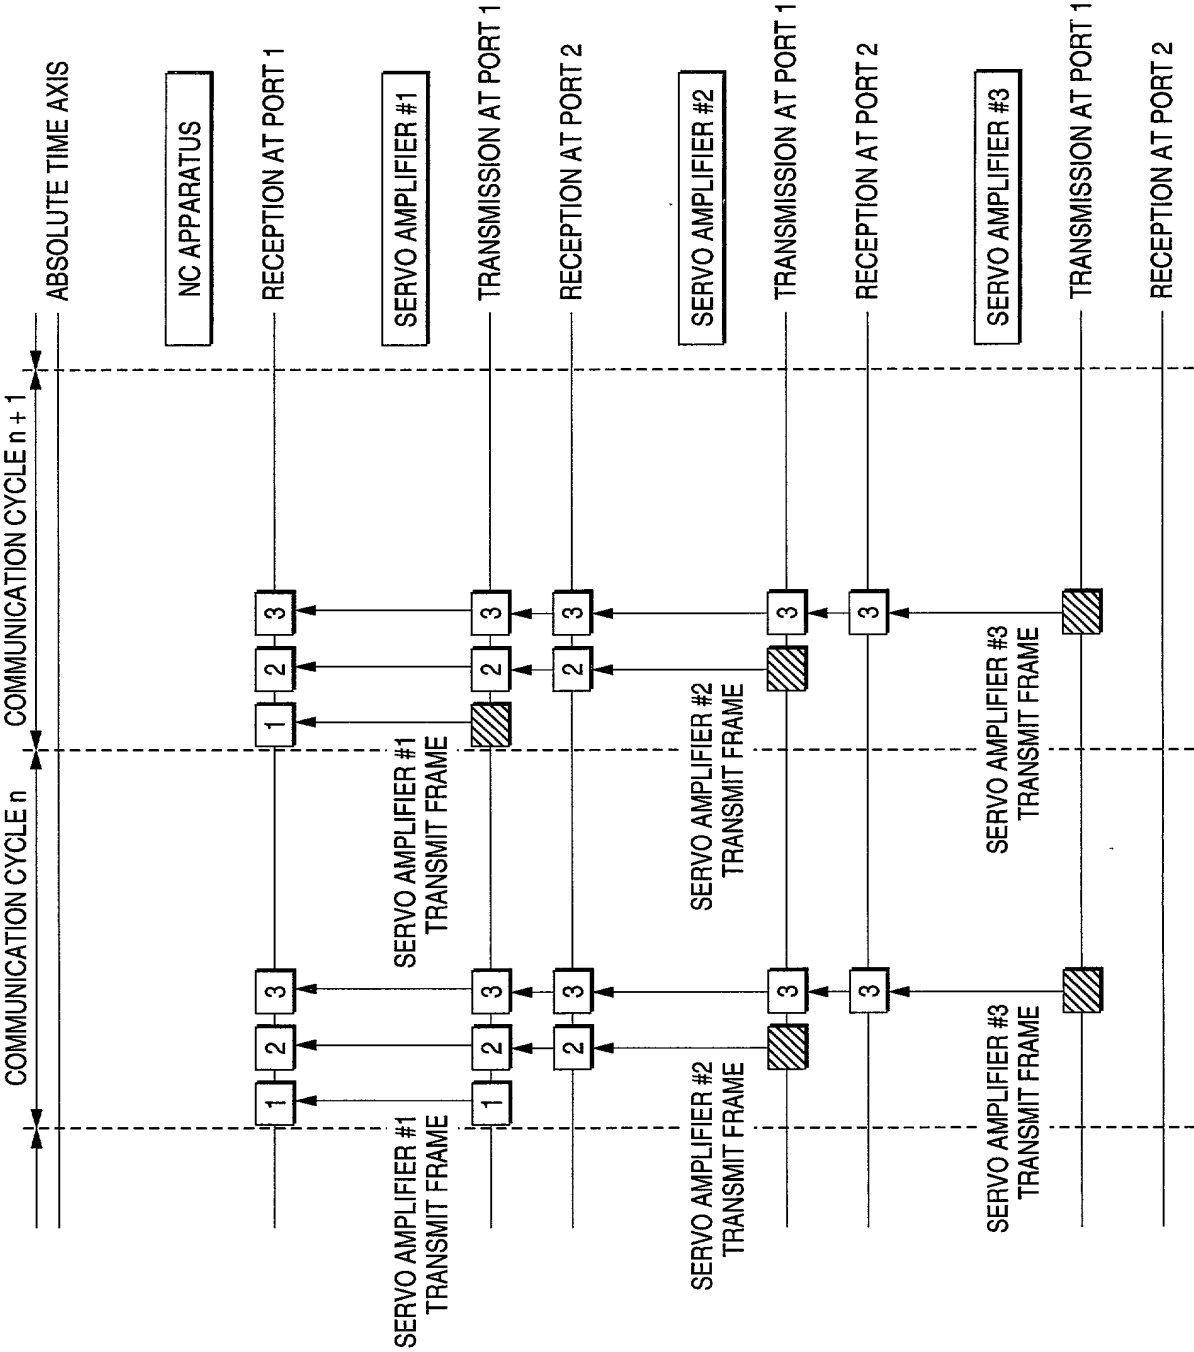 COMMUNICATION CYCLE n
COMMUNICATION CYCLE n + 1
ABSOLUTE TIME AXIS
NC APPARATUS
1
2
3
1
2
3
RECEPTION AT PORT 1
SERVO AMPLIFIER #1
TRANSMIT FRAME
SERVO AMPLIFIER #1
TRANSMIT FRAME
SERVO AMPLIFIER #1
1
2
3
2
3
TRANSMISSION AT PORT 1
2
3
2
3
RECEPTION AT PORT 2
SERVO AMPLIFIER #2
TRANSMIT FRAME
SERVO AMPLIFIER #2
TRANSMIT FRAME
SERVO AMPLIFIER #2
3
3
TRANSMISSION AT PORT 1
3
3
RECEPTION AT PORT 2
SERVO AMPLIFIER #3
TRANSMIT FRAME
SERVO AMPLIFIER #3
TRANSMIT FRAME
SERVO AMPLIFIER #3
TRANSMISSION AT PORT 1
RECEPTION AT PORT 2